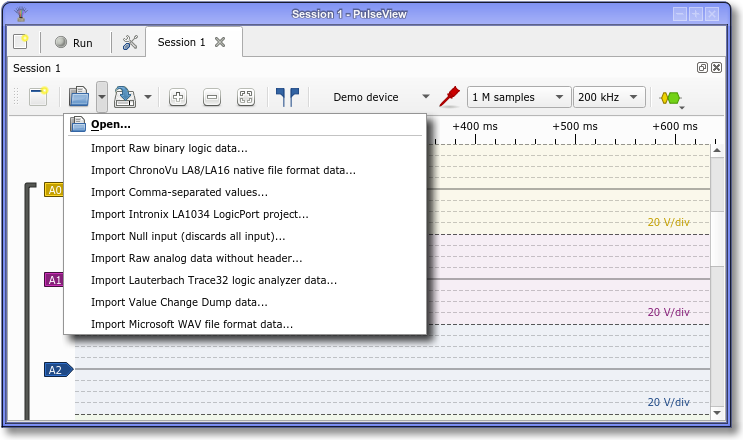 Session 1 - PulseView
Run
Session 1
Session 1
Demo device
1 M samples
200 kHz
Open...
+400 ms
+500 ms
+600 ms
Import Raw binary logic data...
Import ChronoVu LA8/LA16 native file format data...
A0
Import Comma-separated values...
Import Intronix LA1034 LogicPort project...
20 V/div
Import Null input (discards all input)...
Import Raw analog data without header...
A1
Import Lauterbach Trace32 logic analyzer data...
Import Value Change Dump data...
20 V/div
Import Microsoft WAV file format data...
A2
20 V/div